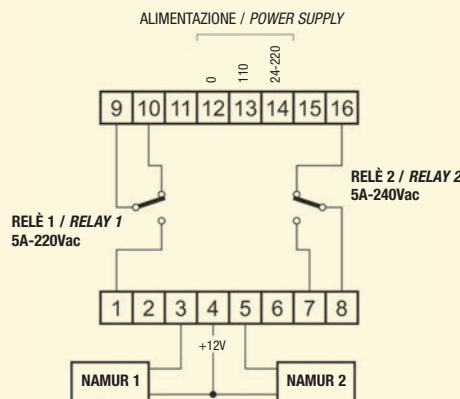 ALIMENTAZIONE / POWER SUPPLY
0
110
24-220
9 10 11 12 13 14 15 16
RELÈ 1 / RELAY 1
5A-220Vac
RELÈ 2 / RELAY 2
5A-240Vac
1 2 3 4 5 6 7 8
+12V
NAMUR 1
NAMUR 2